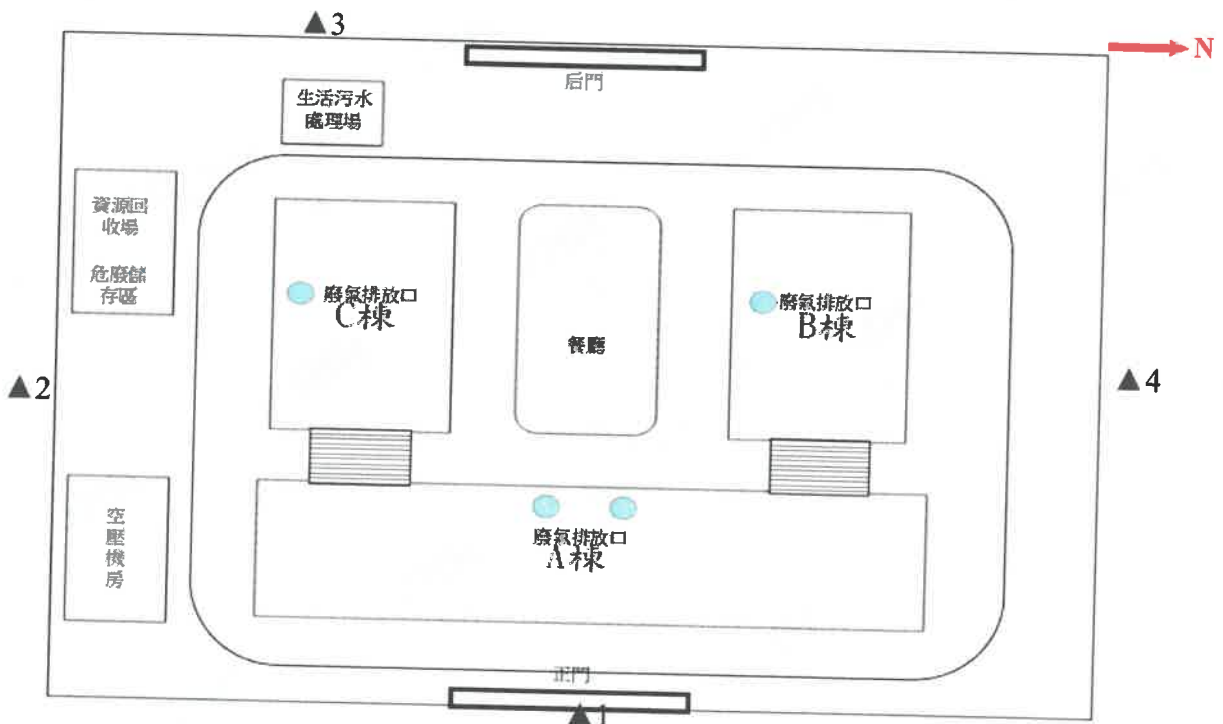 ▲3
N
后門
生活污水
處理場
資源回
收場
危廢儲
存區
廢氣排放口
C棟
餐廳
廢氣排放口
B棟
▲2
▲4
空
壓
機
房
廢氣排放口
A棟
正門
▲1